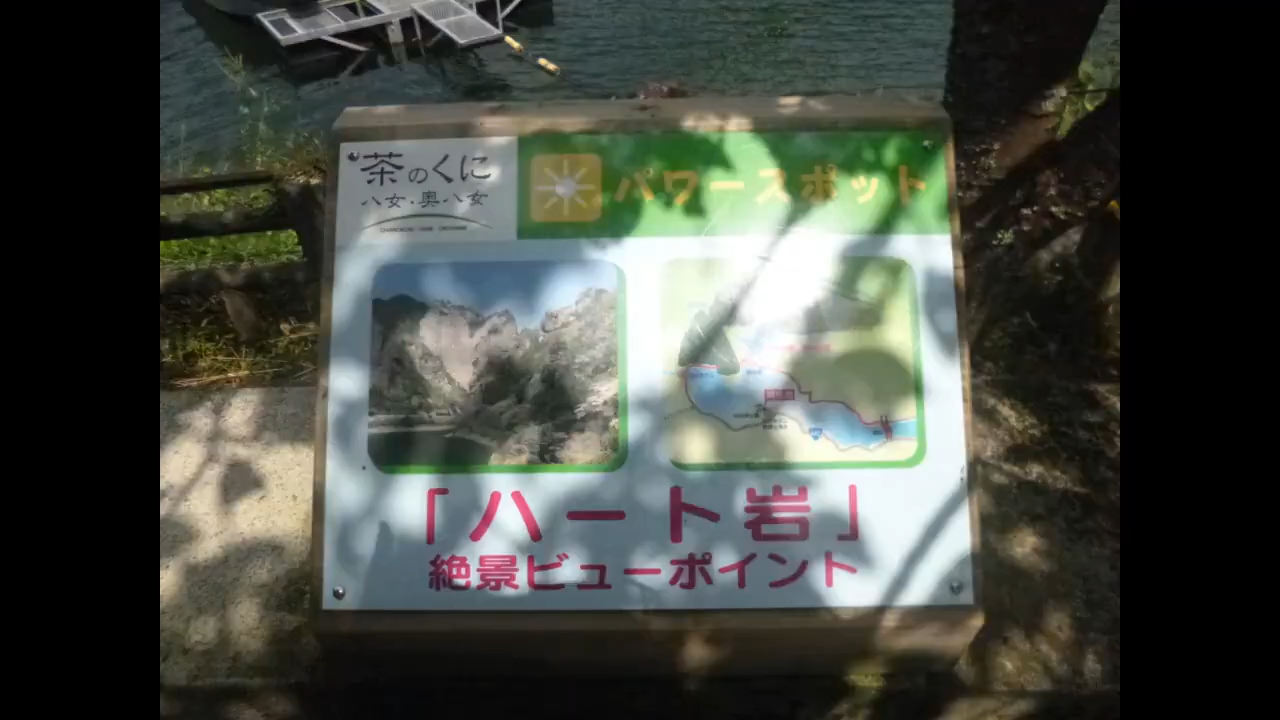 茶のくに
八女・奥八女
パワースポット
「ハート岩」
絶景ビューポイント